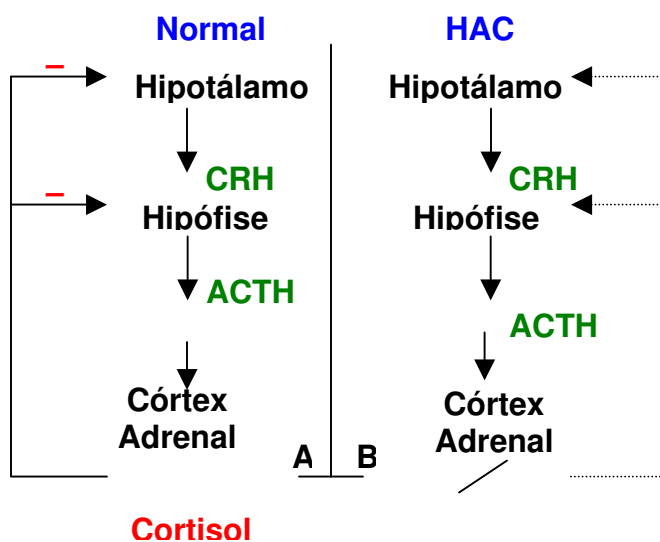 Normal
HAC
–
Hipotálamo
Hipotálamo
CRH
CRH
–
Hipófise
Hipófise
ACTH
ACTH
Córtex
Adrenal
Córtex
Adrenal
A
B
Cortisol